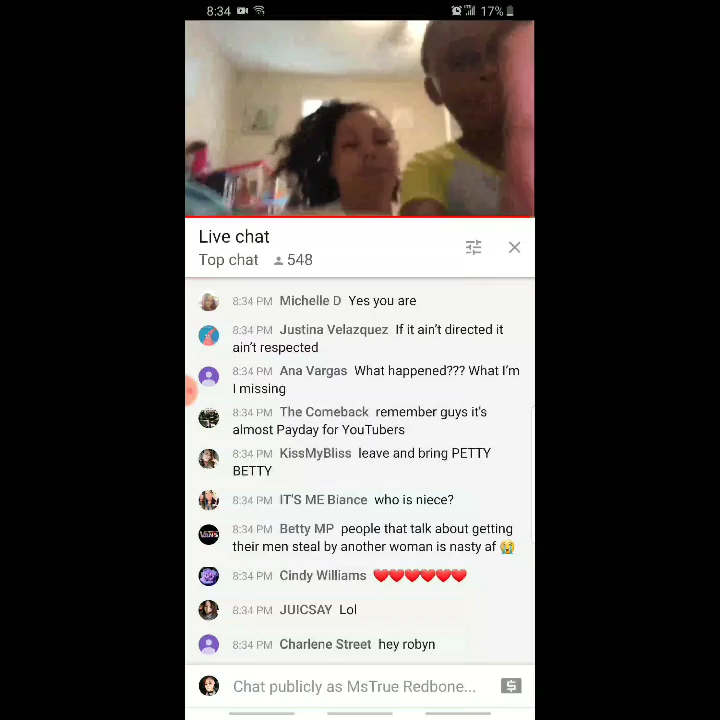 8:34 17%
Live chat
Top chat 548
8:34 PM Michelle D Yes you are
8:34 PM Justina Velazquez If it ain't directed it
ain't respected
8:34 PM Ana Vargas What happened??? What I'm
I missing
8:34 PM The Comeback remember guys it's
almost Payday for YouTubers
8:34 PM KissMyBliss leave and bring PETTY
BETTY
8:34 PM IT'S ME Biance who is niece?
8:34 PM Betty MP people that talk about getting
their men steal by another woman is nasty af 😭
8:34 PM Cindy Williams ❤️❤️❤️❤️❤️❤️
8:34 PM JUICSAY Lol
8:34 PM Charlene Street hey robyn
Chat publicly as MsTrue Redbone...